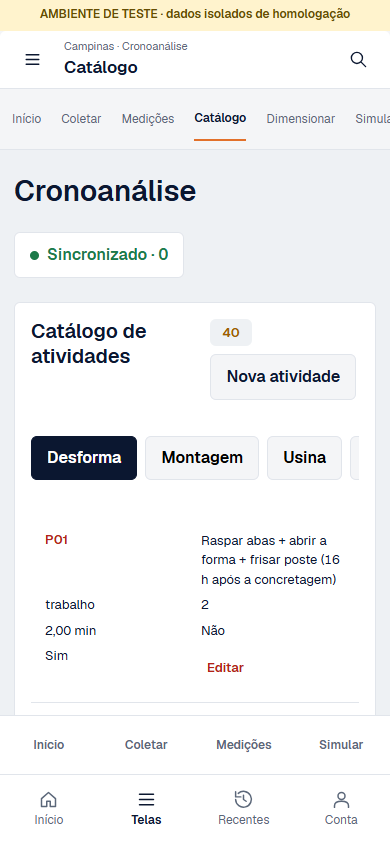 AMBIENTE DE TESTE · dados isolados de homologação
Campinas · Cronoanálise
Catálogo
Início Coletar Medições Catálogo Dimensionar Simula
Cronoanálise
Sincronizado · 0
Catálogo de
atividades
40
Nova atividade
Desforma Montagem Usina
P01
Raspar abas + abrir a
forma + frisar poste (16
h após a concretagem)
trabalho 2
2,00 min Não
Sim
Editar
Início Coletar Medições Simular
Início Telas Recentes Conta